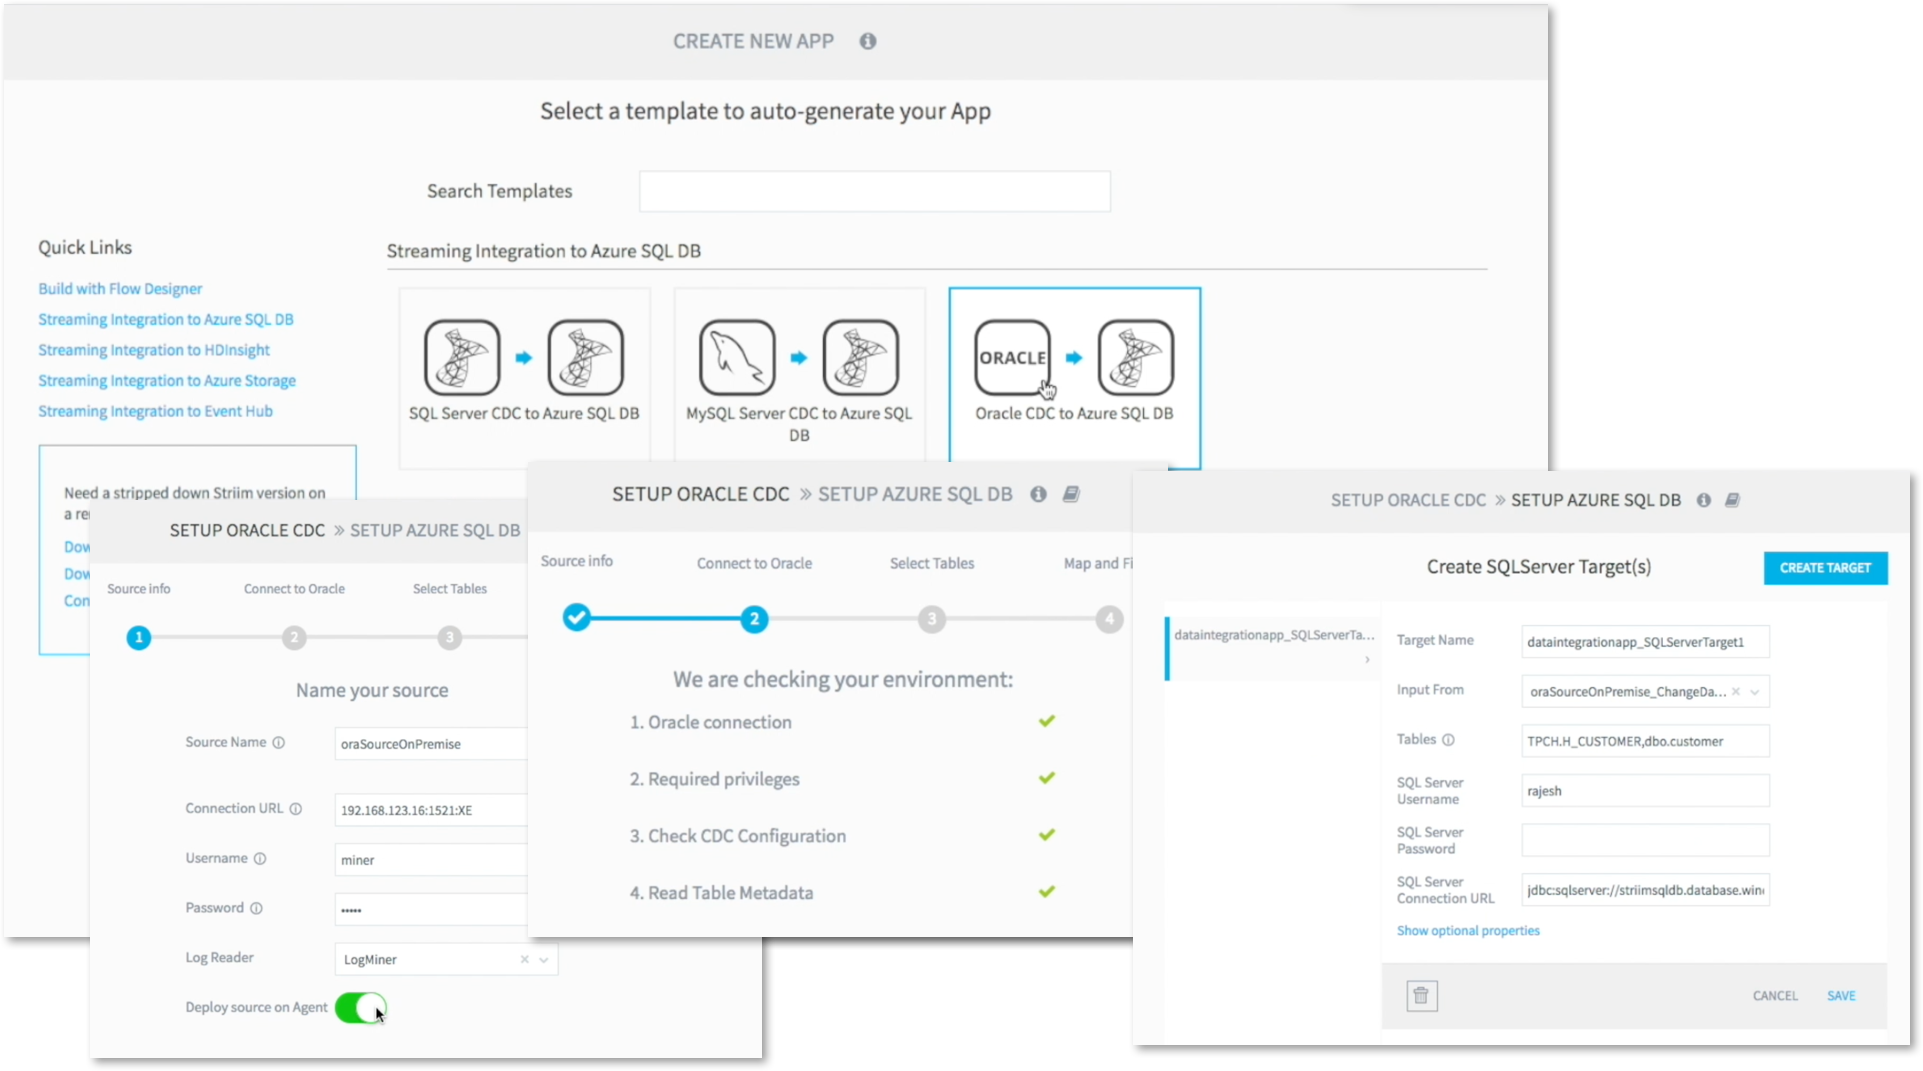 CREATE NEW APP
Select a template to auto-generate your App
Search Templates
Quick Links
Build with Flow Designer
Streaming Integration to Azure SQL DB
Streaming Integration to HDInsight
Streaming Integration to Azure Storage
Streaming Integration to Event Hub
Need a stripped down Striim version on
a re
Dow
Dow
Con
Streaming Integration to Azure SQL DB
SQL Server CDC to Azure SQL DB
MySQL Server CDC to Azure SQL
DB
ORACLE
Oracle CDC to Azure SQL DB
SETUP ORACLE CDC » SETUP AZURE SQL DB
Source info
Connect to Oracle
Select Tables
1
2
3
Name your source
Source Name
oraSourceOnPremise
Connection URL
192.168.123.16:1521:XE
Username
miner
Password
•••••
Log Reader
LogMiner
Deploy source on Agent
SETUP ORACLE CDC » SETUP AZURE SQL DB
Source info
Connect to Oracle
Select Tables
Map and Fi
2
3
4
We are checking your environment:
1. Oracle connection
2. Required privileges
3. Check CDC Configuration
4. Read Table Metadata
SETUP ORACLE CDC » SETUP AZURE SQL DB
Create SQLServer Target(s)
CREATE TARGET
dataintegrationapp_SQLServerTa...
Target Name
dataintegrationapp_SQLServerTarget1
Input From
oraSourceOnPremise_ChangeDa...
Tables
TPCH.H_CUSTOMER,dbo.customer
SQL Server
Username
rajesh
SQL Server
Password
SQL Server
Connection URL
jdbc:sqlserver://striimsqldb.database.win
Show optional properties
CANCEL
SAVE